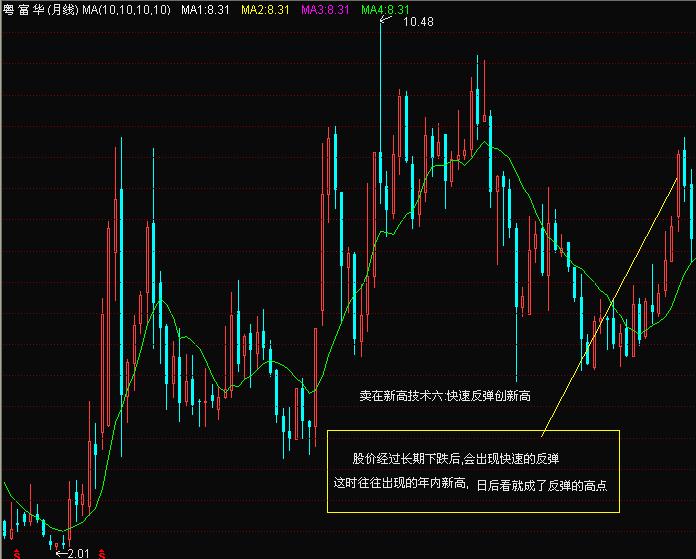 粤富华(月线) MA(10,10,10,10) MA1:8.31 MA2:8.31 MA3:8.31 MA4:8.31
10.48
卖在新高技术六:快速反弹创新高
股价经过长期下跌后,会出现快速的反弹
这时往往出现的年内新高，日后看就成了反弹的高点
2.01
S S